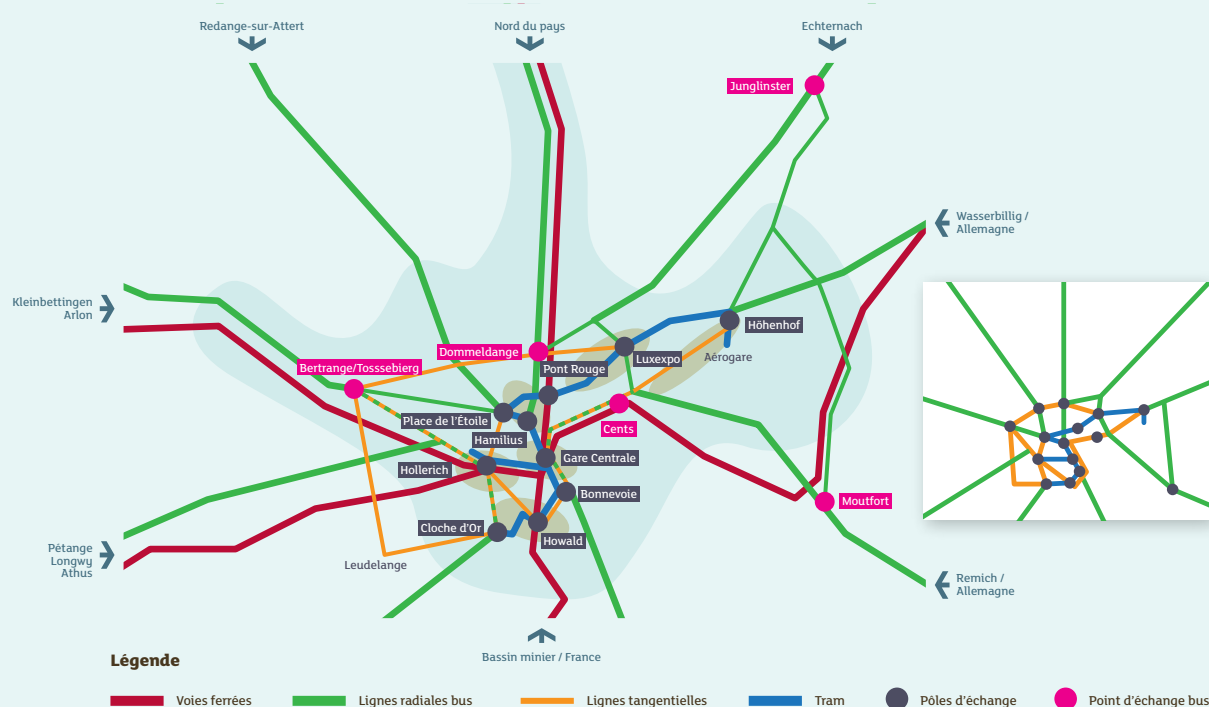 Redange-sur-Attert
Nord du pays
Echternach
Junglinster
Wasserbillig /
Allemagne
Kleinbettingen
Arlon
Dommeldange
Höhenhof
Luxexpo
Aérogare
Pont Rouge
Bertrange/Tosssebierg
Place de l'Étoile
Cents
Hamilius
Gare Centrale
Hollerich
Bonnevoie
Moutfort
Cloche d'Or
Howald
Pétange
Longwy
Athus
Leudelange
Remich /
Allemagne
Bassin minier / France
Légende
Voies ferrées
Lignes radiales bus
Lignes tangentielles
Tram
Pôles d'échange
Point d'échange bus